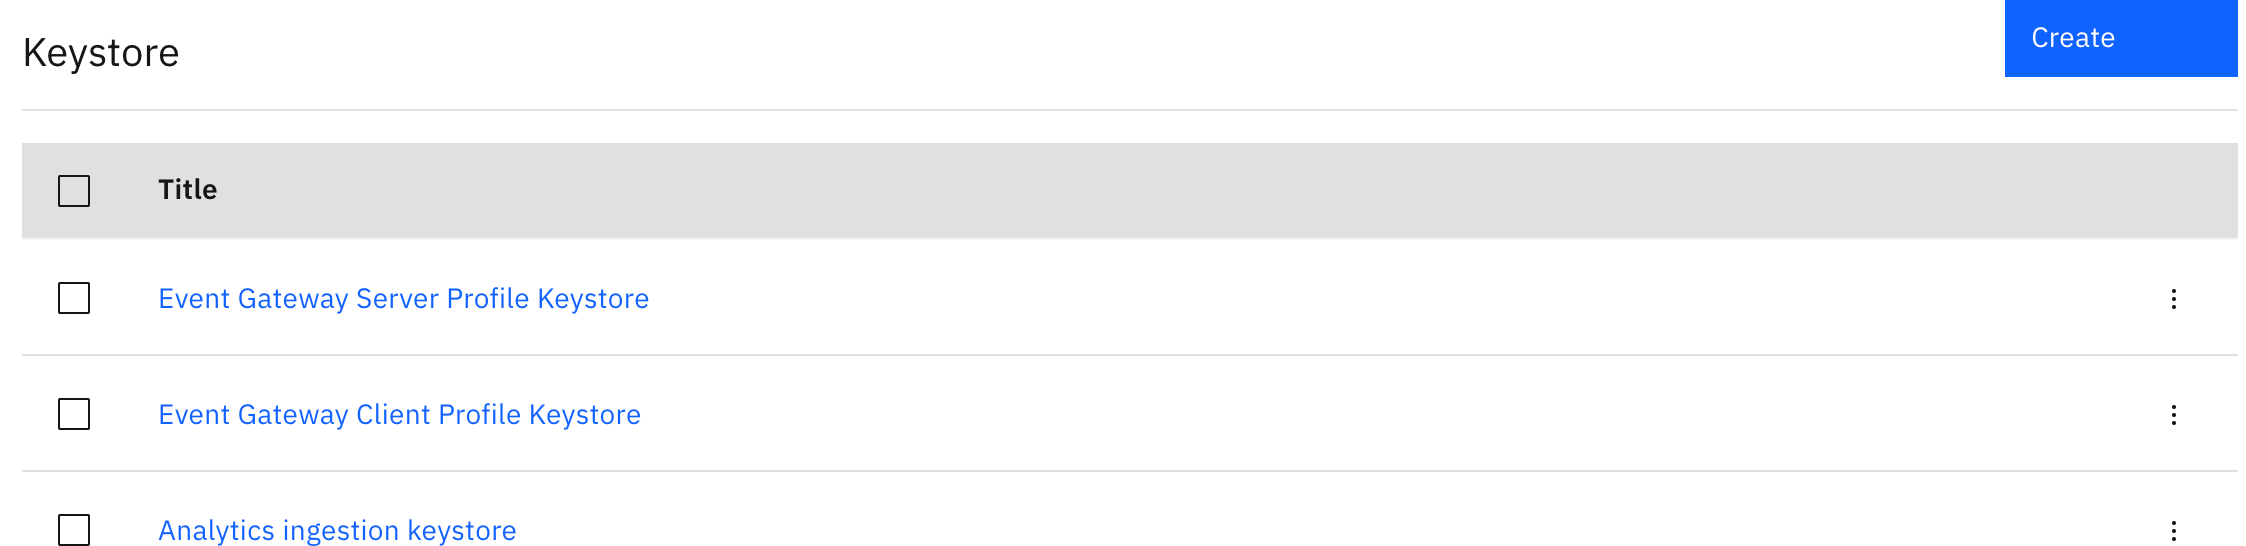 Keystore
Create
Title
Event Gateway Server Profile Keystore
Event Gateway Client Profile Keystore
Analytics ingestion keystore